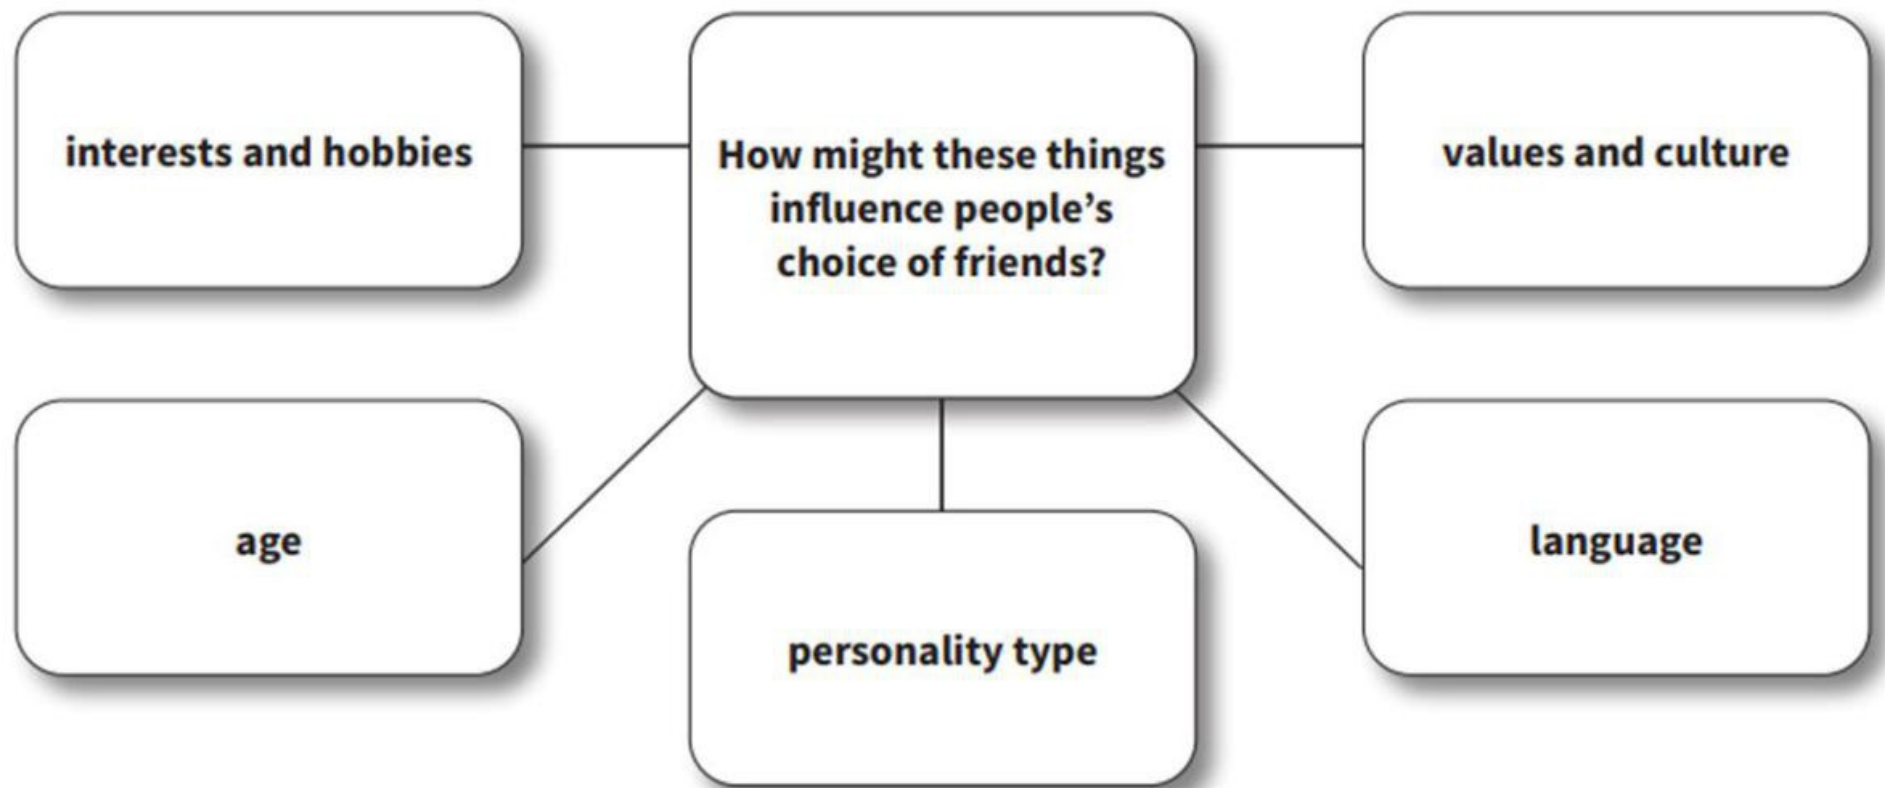 interests and hobbies
How might these things
influence people’s
choice of friends?
values and culture
age
personality type
language